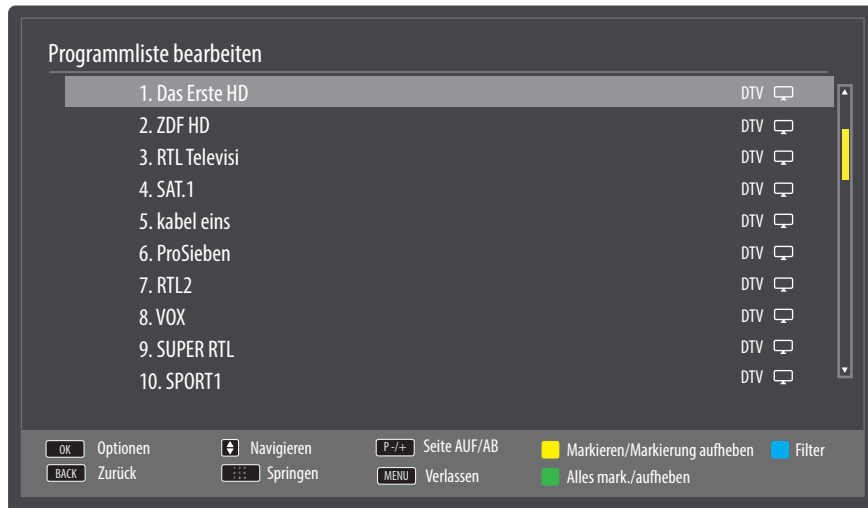 Programmliste bearbeiten
1. Das Erste HD DTV
2. ZDF HD DTV
3. RTL Televisi DTV
4. SAT.1 DTV
5. kabel eins DTV
6. ProSieben DTV
7. RTL2 DTV
8. VOX DTV
9. SUPER RTL DTV
10. SPORT1 DTV
OK Optionen Navigieren P -/+ Seite AUF/AB Markieren/Markierung aufheben Filter
BACK Zurück Springen MENU Verlassen Alles mark./aufheben